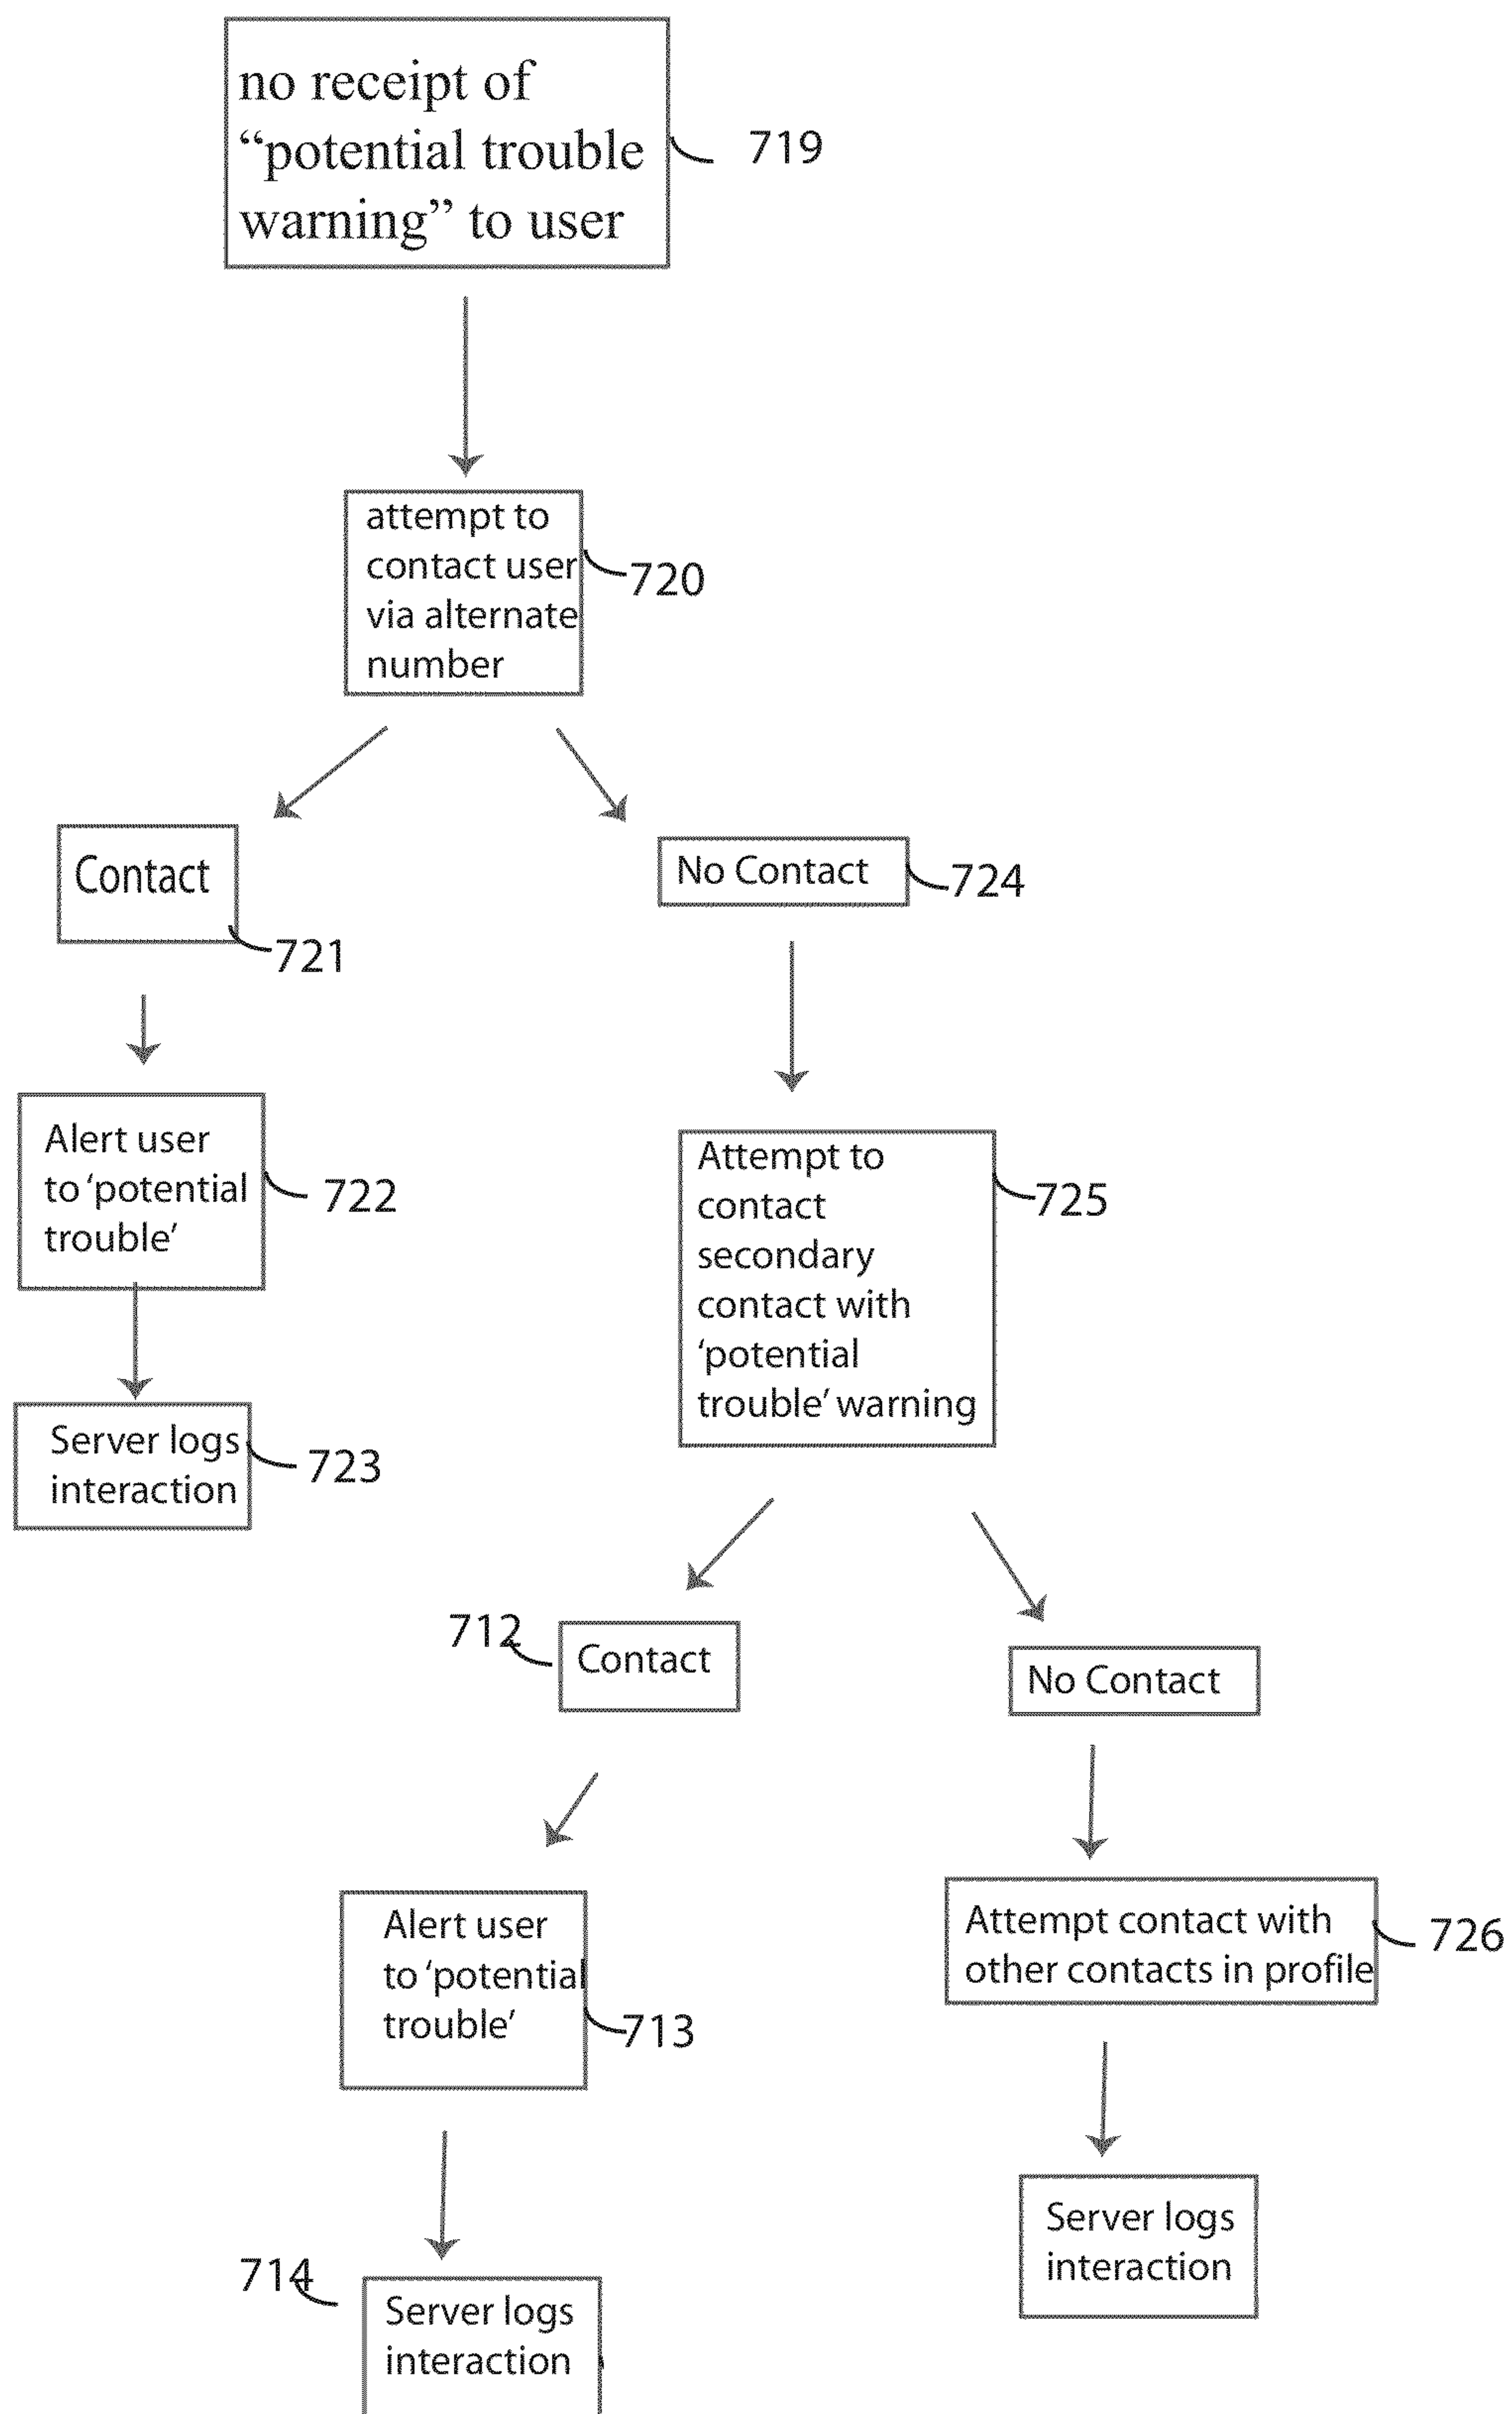 no receipt of
“potential trouble
warning” to user
719
attempt to
contact user
via alternate
number
720
Contact
721
No Contact
724
Alert user
to ‘potential
trouble’
722
Attempt to
contact
secondary
contact with
‘potential
trouble’ warning
725
Server logs
interaction
723
712
Contact
No Contact
Alert user
to ‘potential
trouble’
713
Attempt contact with
other contacts in profile
726
714
Server logs
interaction
Server logs
interaction